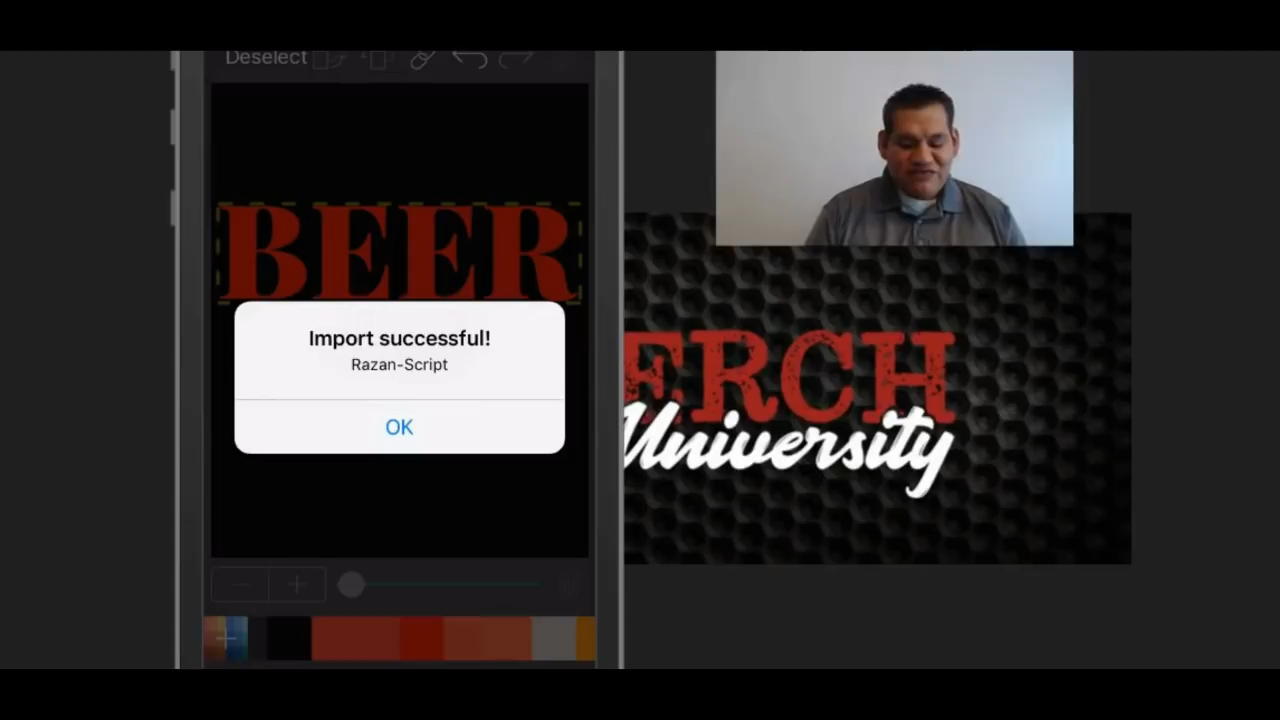 Deselect
BEER
Import successful!
Razan-Script
OK
ERCH
University